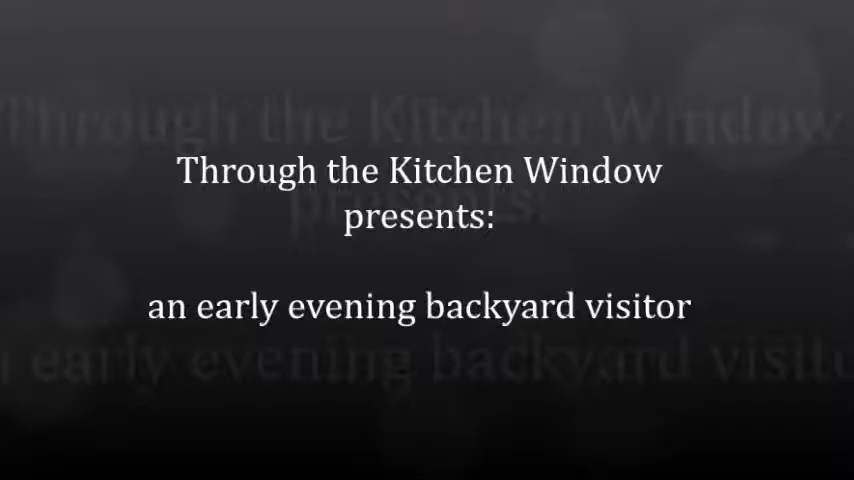 Through the Kitchen Window
presents:
an early evening backyard visitor